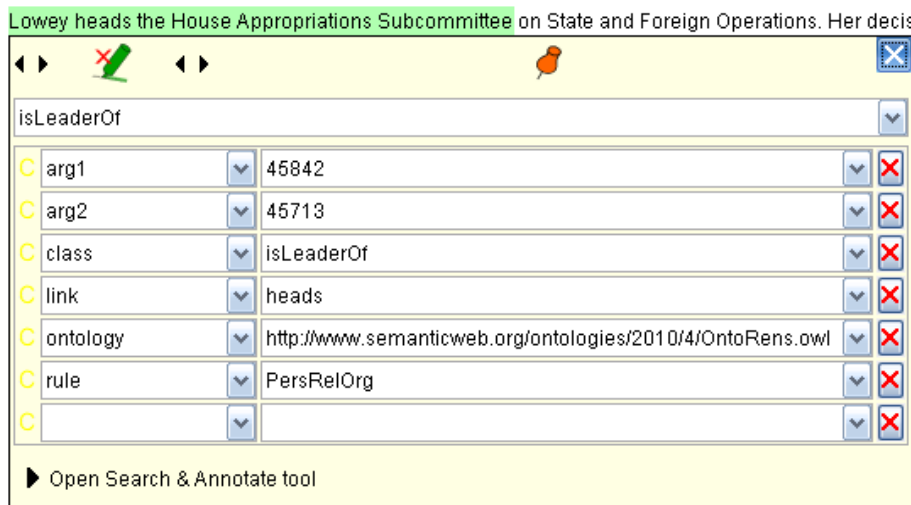 Lowey heads the House Appropriations Subcommittee on State and Foreign Operations. Her decis
isLeaderOf
C arg1 45842
C arg2 45713
C class isLeaderOf
C link heads
C ontology http://www.semanticweb.org/ontologies/2010/4/OntoRens.owl
C rule PersRelOrg
C
Open Search & Annotate tool